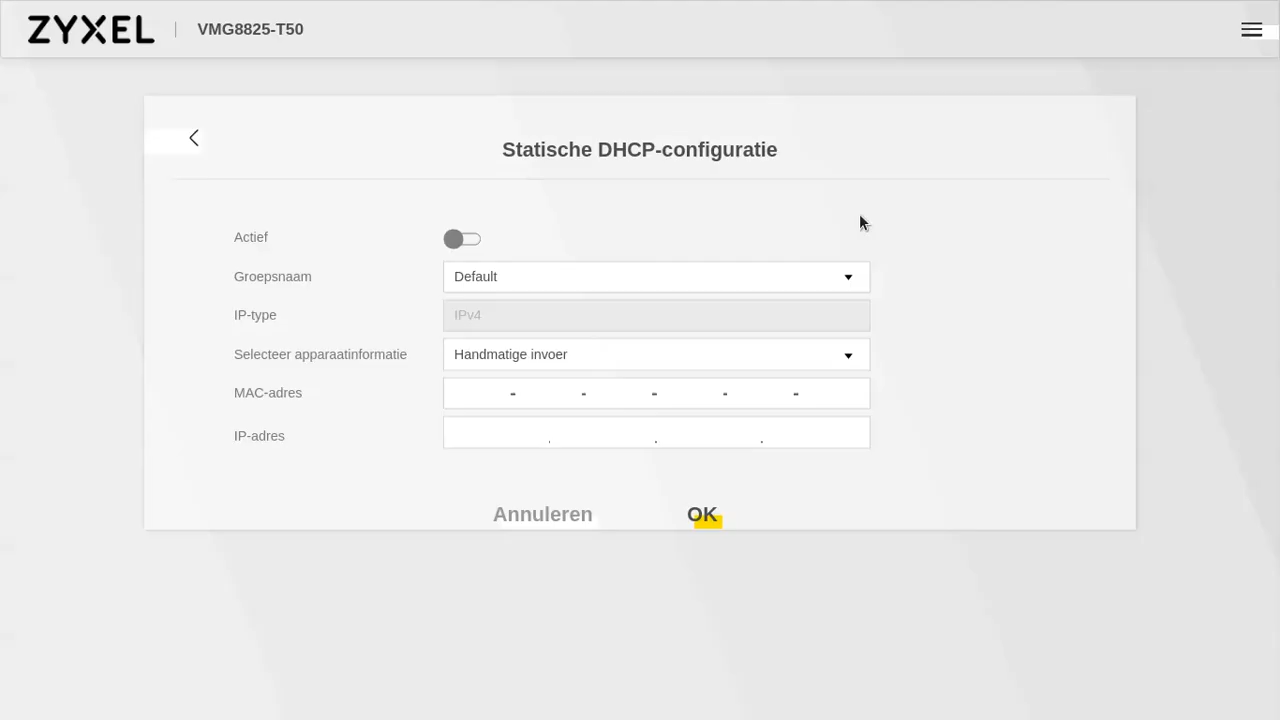 ZYXEL | VMG8825-T50
Statische DHCP-configuratie
Actief
Groepsnaam Default
IP-type IPv4
Selecteer apparaatinformatie Handmatige invoer
MAC-adres - - - - -
IP-adres . . .
Annuleren OK